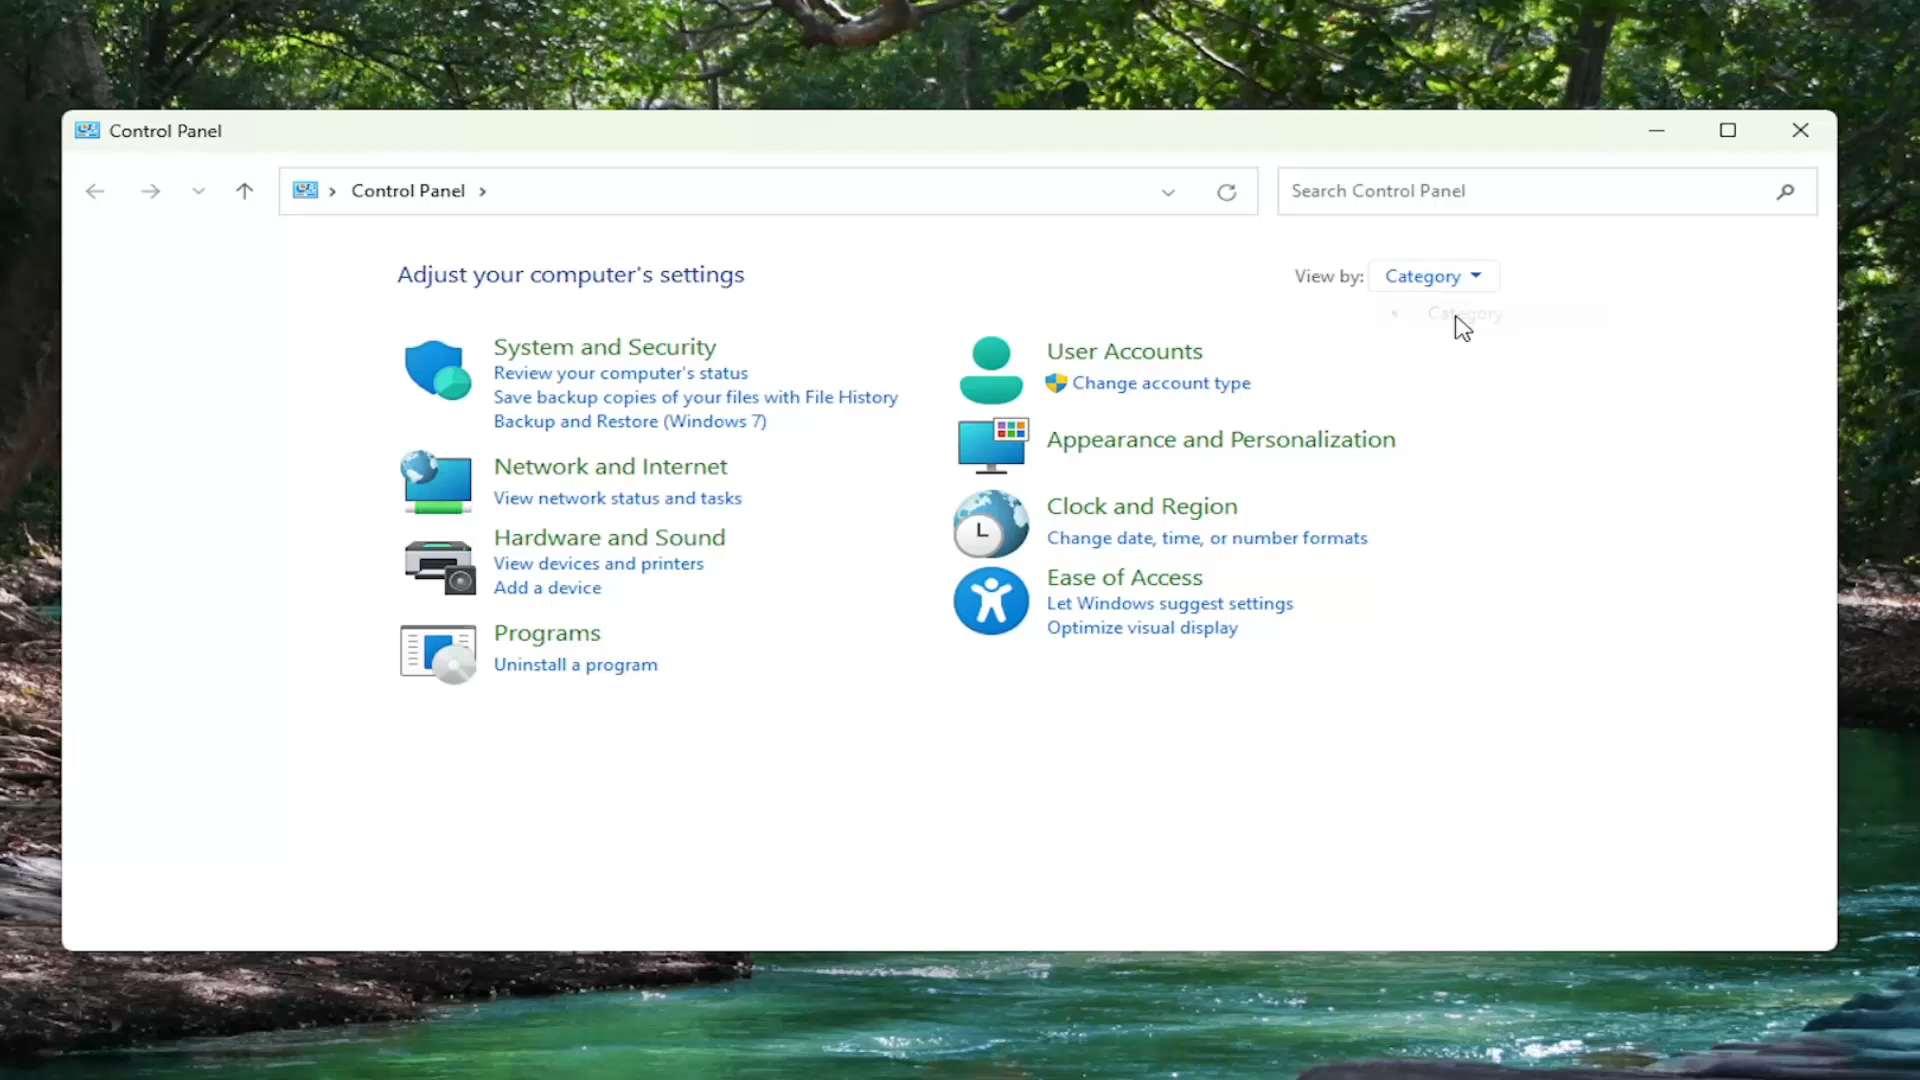 Control Panel
Control Panel
Search Control Panel
Adjust your computer's settings
View by: Category
Category
System and Security
Review your computer's status
Save backup copies of your files with File History
Backup and Restore (Windows 7)
Network and Internet
View network status and tasks
Hardware and Sound
View devices and printers
Add a device
Programs
Uninstall a program
User Accounts
Change account type
Appearance and Personalization
Clock and Region
Change date, time, or number formats
Ease of Access
Let Windows suggest settings
Optimize visual display